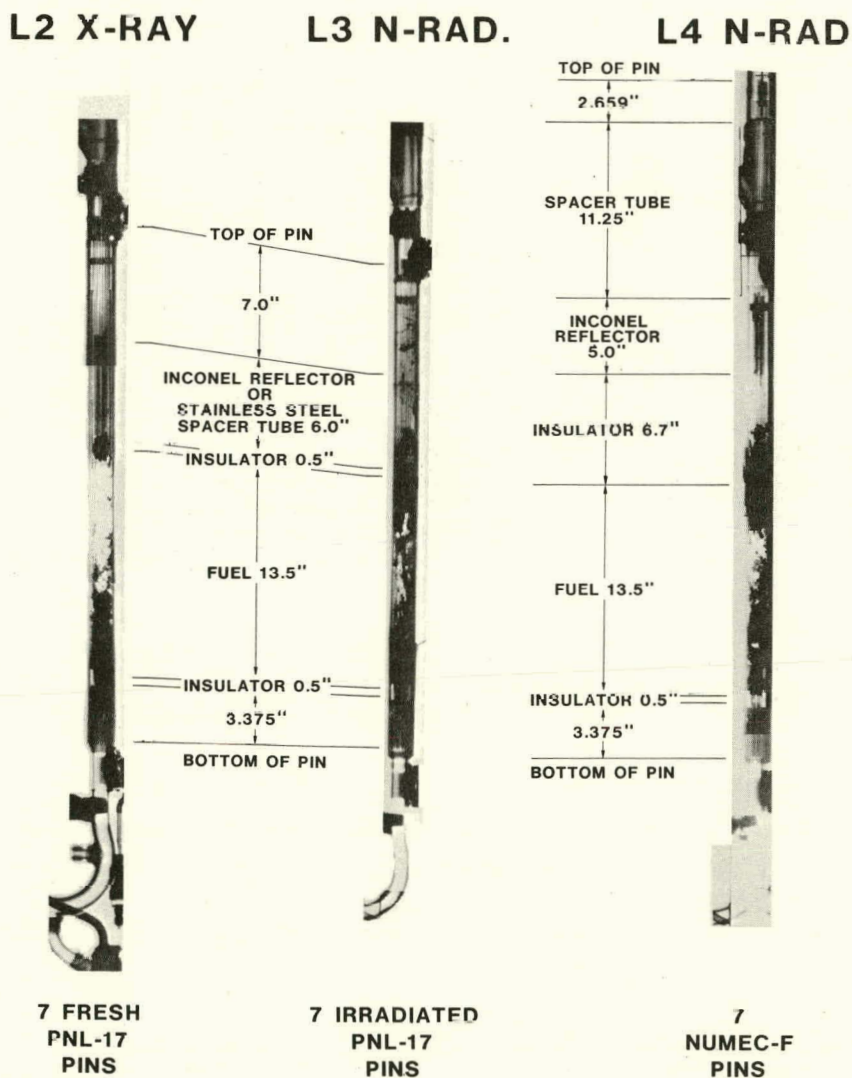 L2 X-RAY
L3 N-RAD.
L4 N-RAD
TOP OF PIN
7.0"
INCONEL REFLECTOR
OR
STAINLESS STEEL
SPACER TUBE 6.0"
INSULATOR 0.5"
FUEL 13.5"
INSULATOR 0.5"
3.375"
BOTTOM OF PIN
TOP OF PIN
2.659"
SPACER TUBE
11.25"
INCONEL
REFLECTOR
5.0"
INSULATOR 6.7"
FUEL 13.5"
INSULATOR 0.5"
3.375"
BOTTOM OF PIN
7 FRESH
PNL-17
PINS
7 IRRADIATED
PNL-17
PINS
7
NUMEC-F
PINS